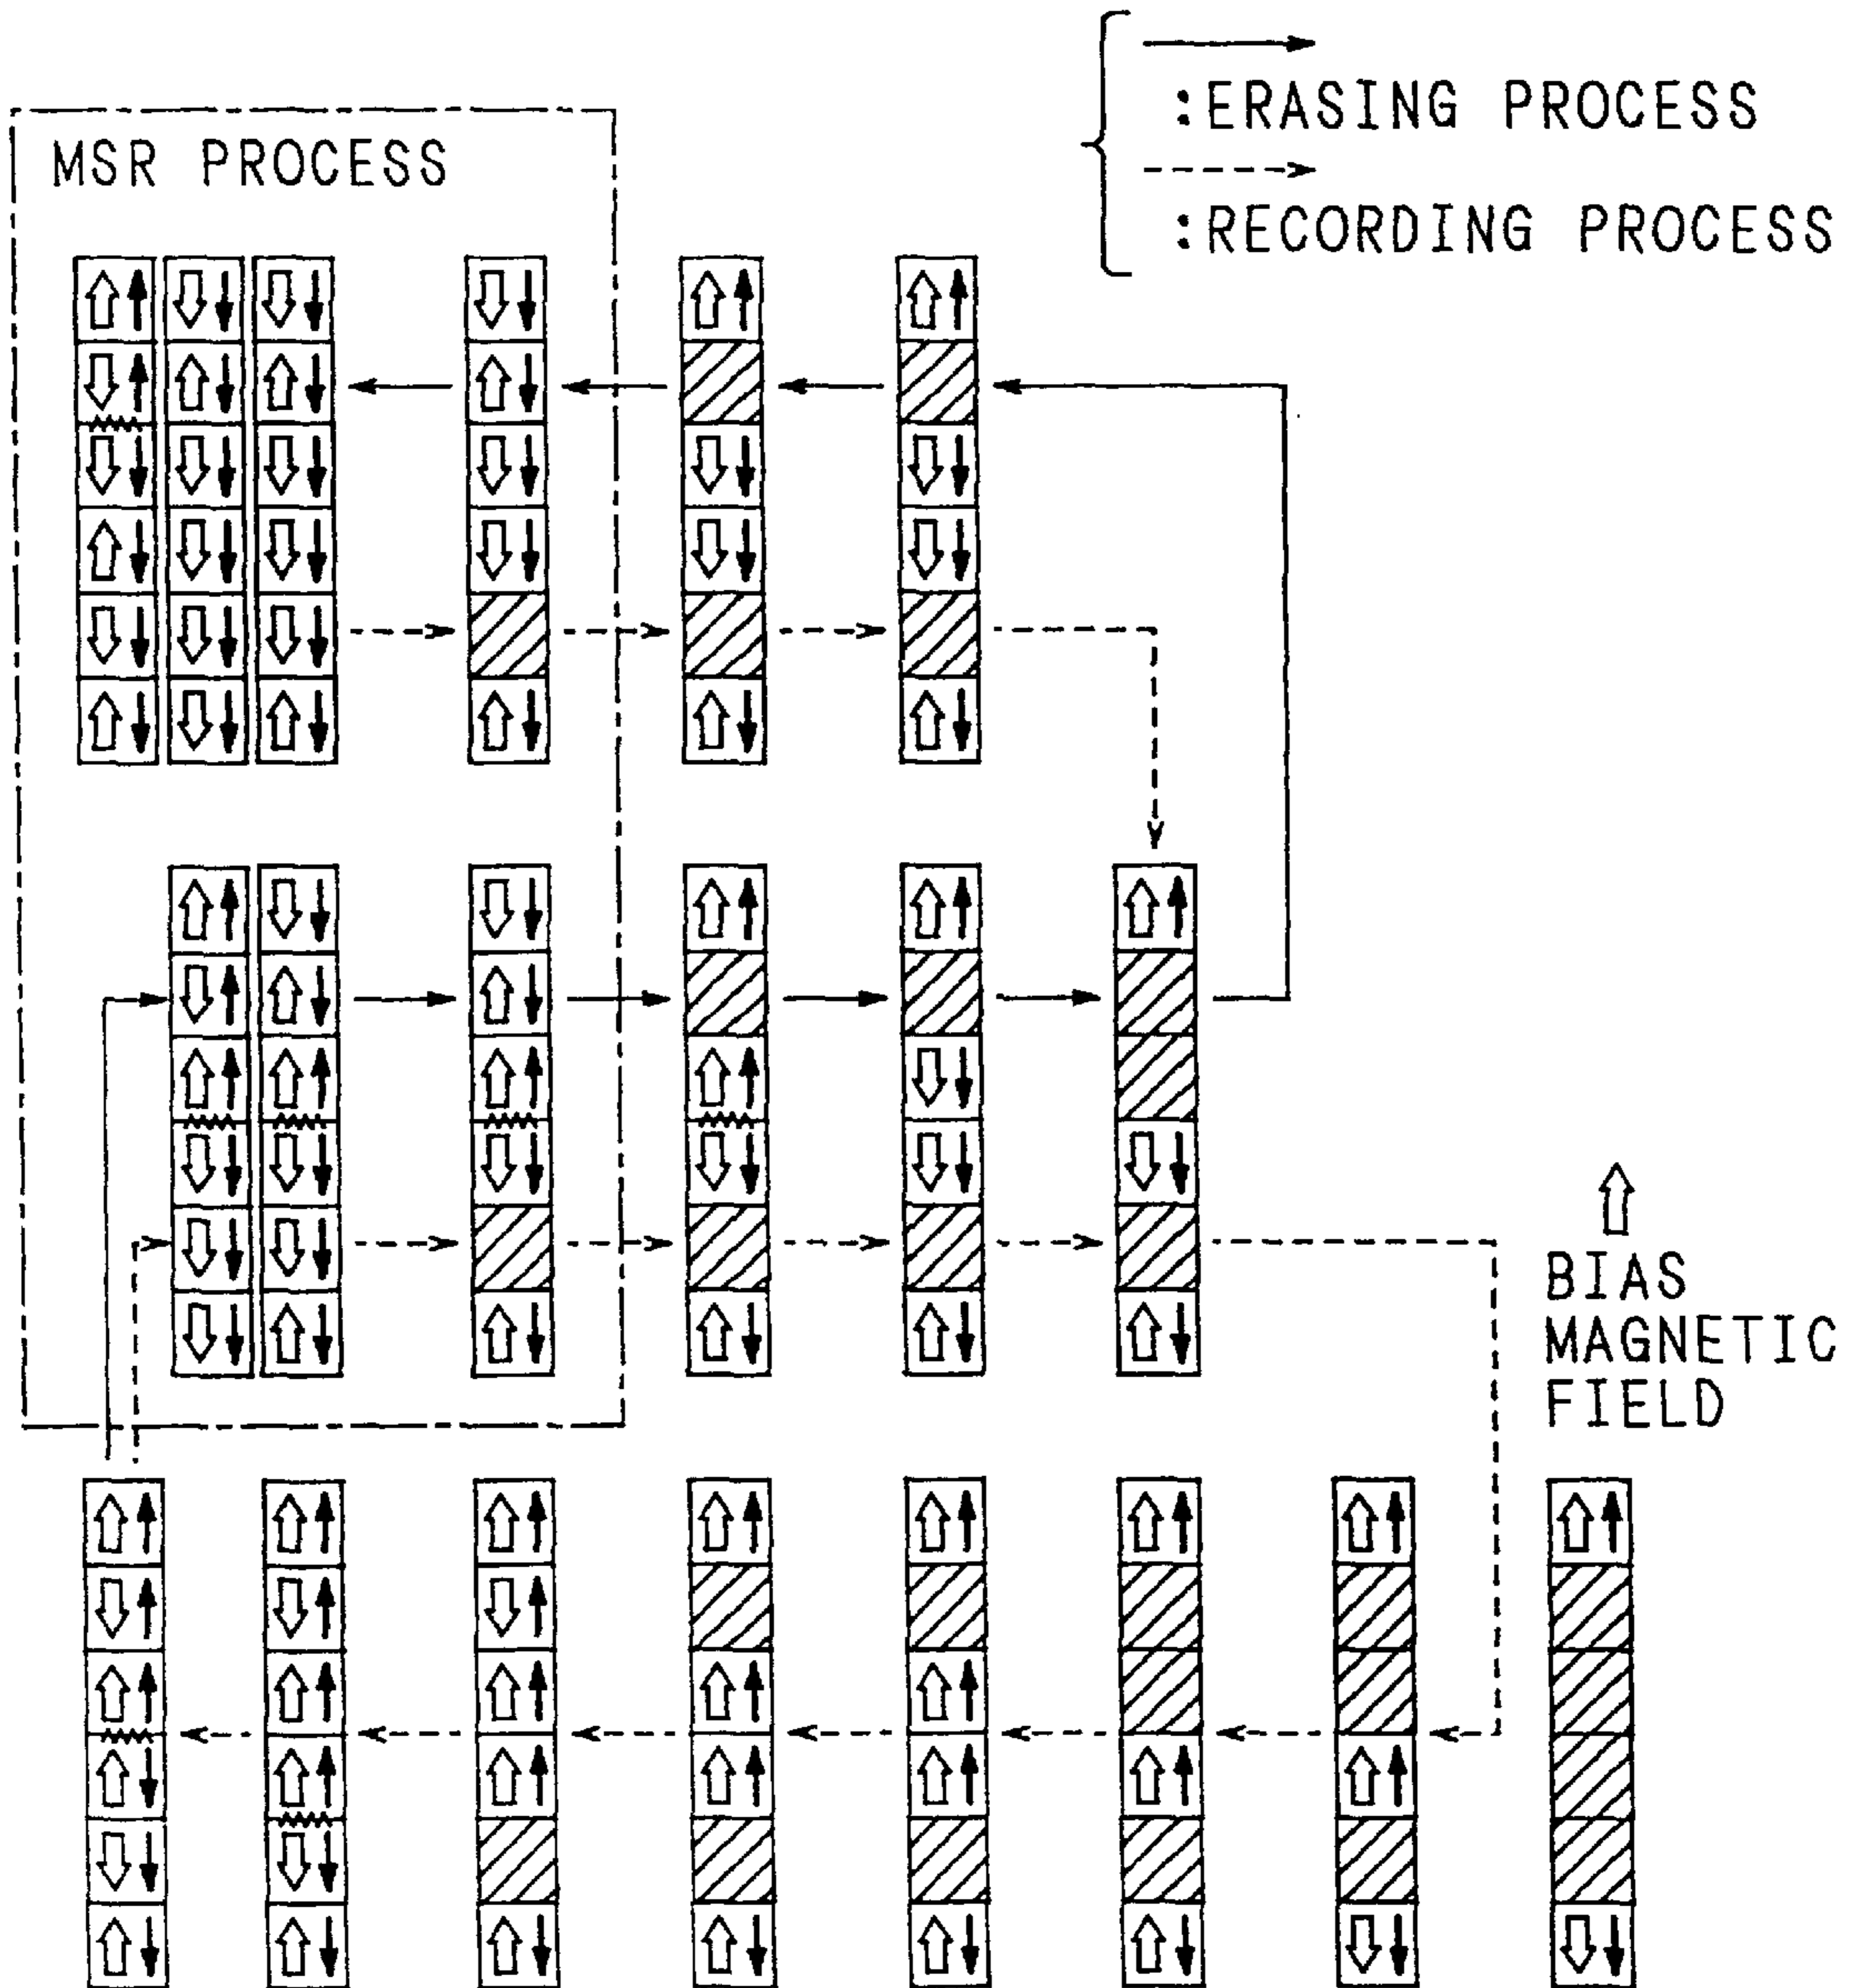 :ERASING PROCESS
MSR PROCESS
:RECORDING PROCESS
BIAS
MAGNETIC
FIELD